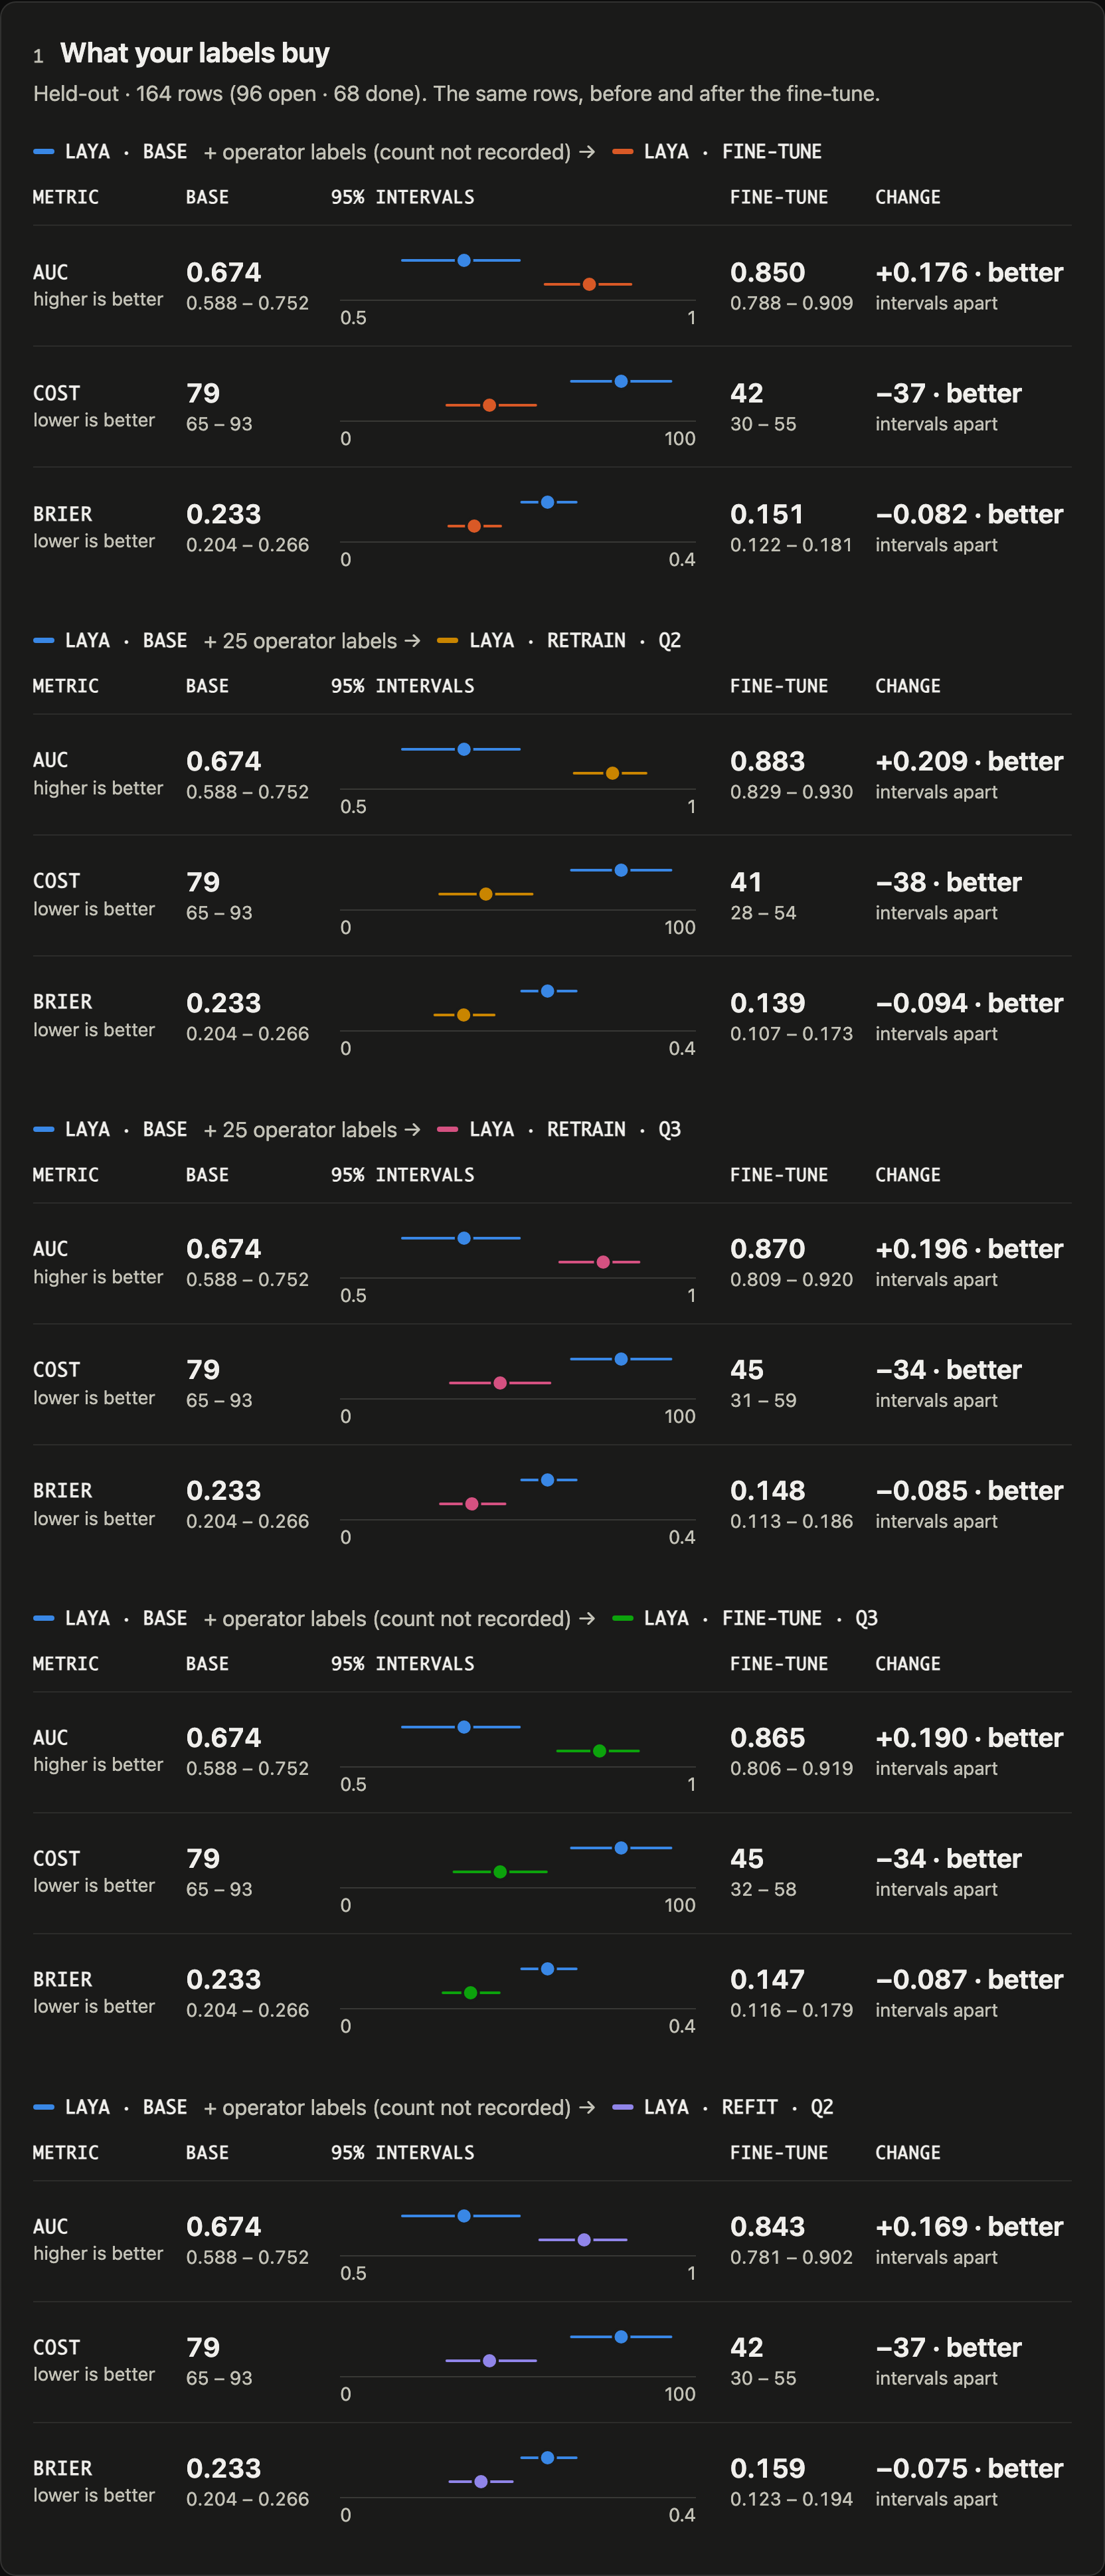 1 What your labels buy
Held-out · 164 rows (96 open · 68 done). The same rows, before and after the fine-tune.
LAYA · BASE + operator labels (count not recorded) → LAYA · FINE-TUNE
METRIC BASE 95% INTERVALS FINE-TUNE CHANGE
AUC 0.674 0.850 +0.176 · better
higher is better 0.588 – 0.752 0.788 – 0.909 intervals apart
0.5 1
COST 79 42 −37 · better
lower is better 65 – 93 30 – 55 intervals apart
0 100
BRIER 0.233 0.151 −0.082 · better
lower is better 0.204 – 0.266 0.122 – 0.181 intervals apart
0 0.4
LAYA · BASE + 25 operator labels → LAYA · RETRAIN · Q2
METRIC BASE 95% INTERVALS FINE-TUNE CHANGE
AUC 0.674 0.883 +0.209 · better
higher is better 0.588 – 0.752 0.829 – 0.930 intervals apart
0.5 1
COST 79 41 −38 · better
lower is better 65 – 93 28 – 54 intervals apart
0 100
BRIER 0.233 0.139 −0.094 · better
lower is better 0.204 – 0.266 0.107 – 0.173 intervals apart
0 0.4
LAYA · BASE + 25 operator labels → LAYA · RETRAIN · Q3
METRIC BASE 95% INTERVALS FINE-TUNE CHANGE
AUC 0.674 0.870 +0.196 · better
higher is better 0.588 – 0.752 0.809 – 0.920 intervals apart
0.5 1
COST 79 45 −34 · better
lower is better 65 – 93 31 – 59 intervals apart
0 100
BRIER 0.233 0.148 −0.085 · better
lower is better 0.204 – 0.266 0.113 – 0.186 intervals apart
0 0.4
LAYA · BASE + operator labels (count not recorded) → LAYA · FINE-TUNE · Q3
METRIC BASE 95% INTERVALS FINE-TUNE CHANGE
AUC 0.674 0.865 +0.190 · better
higher is better 0.588 – 0.752 0.806 – 0.919 intervals apart
0.5 1
COST 79 45 −34 · better
lower is better 65 – 93 32 – 58 intervals apart
0 100
BRIER 0.233 0.147 −0.087 · better
lower is better 0.204 – 0.266 0.116 – 0.179 intervals apart
0 0.4
LAYA · BASE + operator labels (count not recorded) → LAYA · REFIT · Q2
METRIC BASE 95% INTERVALS FINE-TUNE CHANGE
AUC 0.674 0.843 +0.169 · better
higher is better 0.588 – 0.752 0.781 – 0.902 intervals apart
0.5 1
COST 79 42 −37 · better
lower is better 65 – 93 30 – 55 intervals apart
0 100
BRIER 0.233 0.159 −0.075 · better
lower is better 0.204 – 0.266 0.123 – 0.194 intervals apart
0 0.4